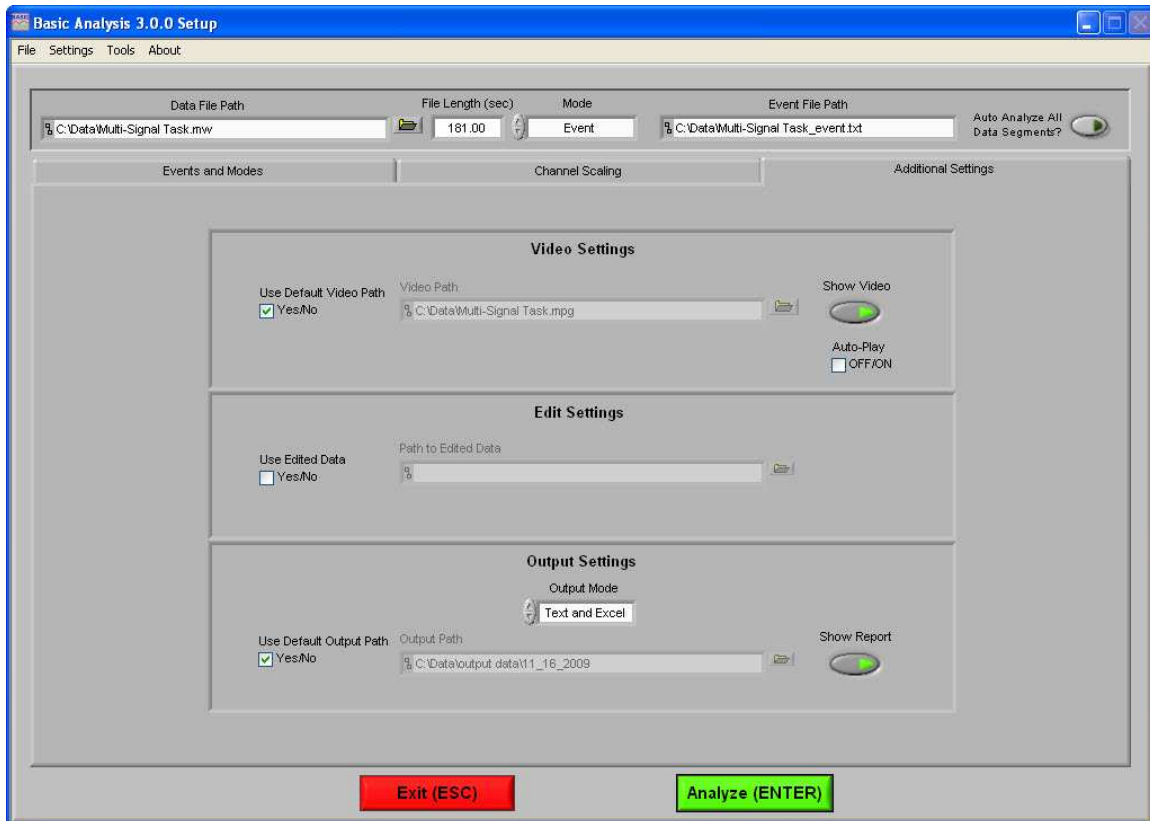 BASIC
Basic Analysis 3.0.0 Setup
File Settings Tools About
Data File Path
File Length (sec)
Mode
Event File Path
Auto Analyze All
Data Segments?
C:\Data\Multi-Signal Task.mw
181.00
Event
C:\Data\Multi-Signal Task_event.txt
Events and Modes
Channel Scaling
Additional Settings
Video Settings
Use Default Video Path
Yes/No
Video Path
C:\Data\Multi-Signal Task.mpg
Show Video
Auto-Play
OFF/ON
Edit Settings
Use Edited Data
Yes/No
Path to Edited Data
Output Settings
Output Mode
Text and Excel
Use Default Output Path
Yes/No
Output Path
C:\Data\output data\11_16_2009
Show Report
Exit (ESC)
Analyze (ENTER)